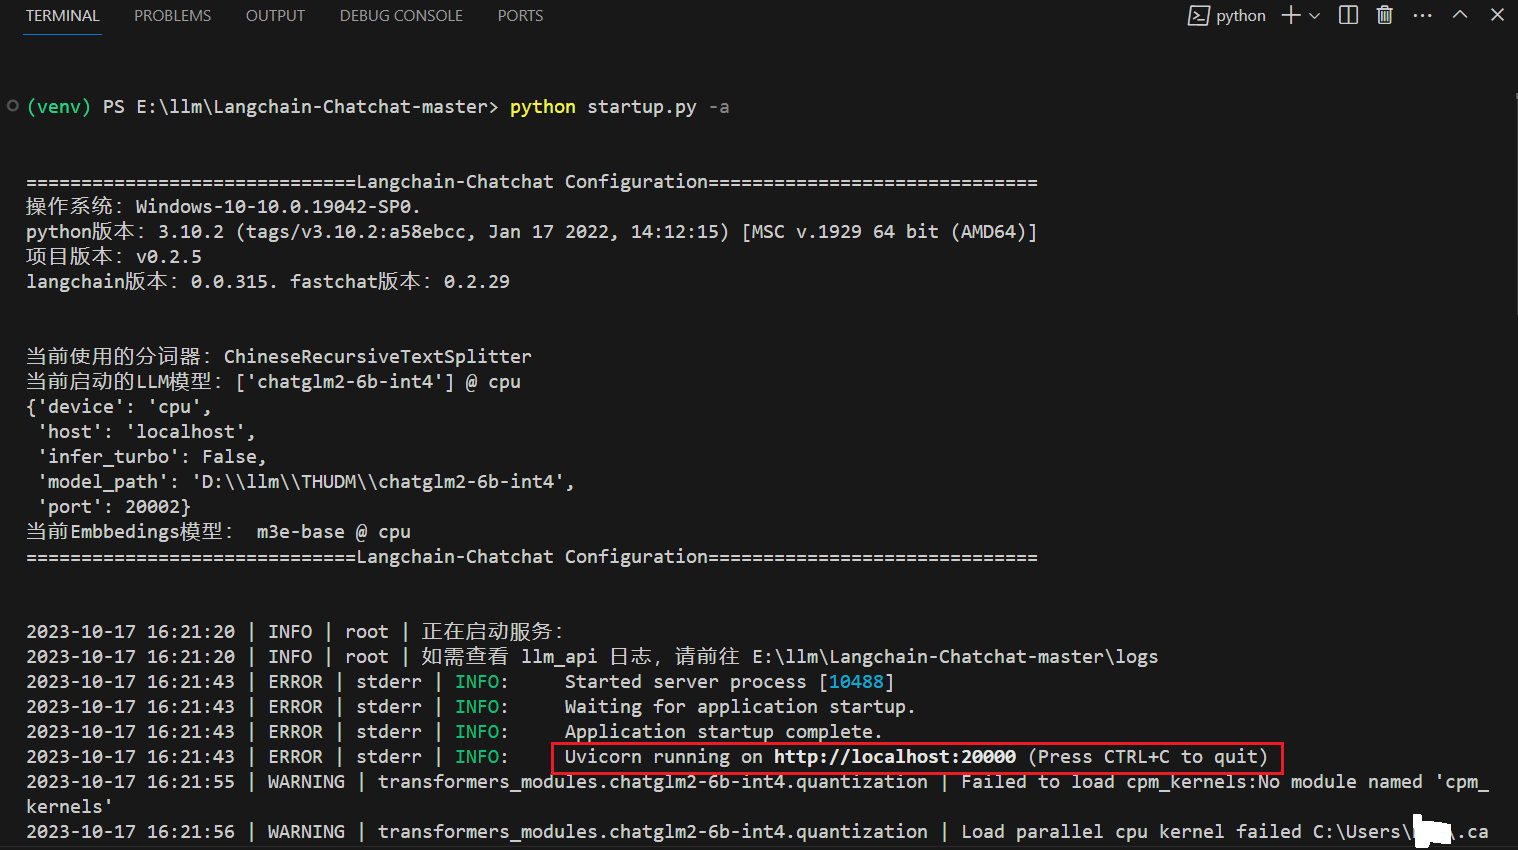 TERMINAL PROBLEMS OUTPUT DEBUG CONSOLE PORTS python
(venv) PS E:\llm\Langchain-Chatchat-master> python startup.py -a
==============================Langchain-Chatchat Configuration==============================
操作系统：Windows-10-10.0.19042-SP0.
python版本：3.10.2 (tags/v3.10.2:a58ebcc, Jan 17 2022, 14:12:15) [MSC v.1929 64 bit (AMD64)]
项目版本：v0.2.5
langchain版本：0.0.315. fastchat版本：0.2.29
当前使用的分词器：ChineseRecursiveTextSplitter
当前启动的LLM模型：['chatglm2-6b-int4'] @ cpu
{'device': 'cpu',
 'host': 'localhost',
 'infer_turbo': False,
 'model_path': 'D:\\llm\\THUDM\\chatglm2-6b-int4',
 'port': 20002}
当前Embbedings模型： m3e-base @ cpu
==============================Langchain-Chatchat Configuration==============================
2023-10-17 16:21:20 | INFO | root | 正在启动服务：
2023-10-17 16:21:20 | INFO | root | 如需查看 llm_api 日志，请前往 E:\llm\Langchain-Chatchat-master\logs
2023-10-17 16:21:43 | ERROR | stderr | INFO:     Started server process [10488]
2023-10-17 16:21:43 | ERROR | stderr | INFO:     Waiting for application startup.
2023-10-17 16:21:43 | ERROR | stderr | INFO:     Application startup complete.
2023-10-17 16:21:43 | ERROR | stderr | INFO:     Uvicorn running on http://localhost:20000 (Press CTRL+C to quit)
2023-10-17 16:21:55 | WARNING | transformers_modules.chatglm2-6b-int4.quantization | Failed to load cpm_kernels:No module named 'cpm_
kernels'
2023-10-17 16:21:56 | WARNING | transformers_modules.chatglm2-6b-int4.quantization | Load parallel cpu kernel failed C:\Users\ \.ca